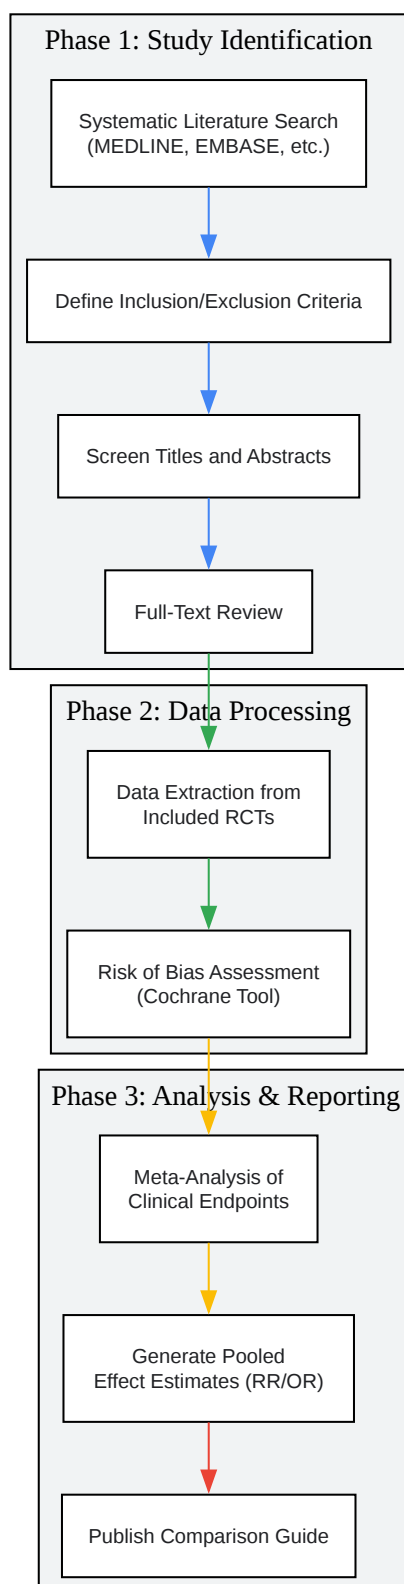 Phase 1: Study Identification
Systematic Literature Search
(MEDLINE, EMBASE, etc.)
Define Inclusion/Exclusion Criteria
Screen Titles and Abstracts
Full-Text Review
Phase 2: Data Processing
Data Extraction from
Included RCTs
Risk of Bias Assessment
(Cochrane Tool)
Phase 3: Analysis & Reporting
Meta-Analysis of
Clinical Endpoints
Generate Pooled
Effect Estimates (RR/OR)
Publish Comparison Guide